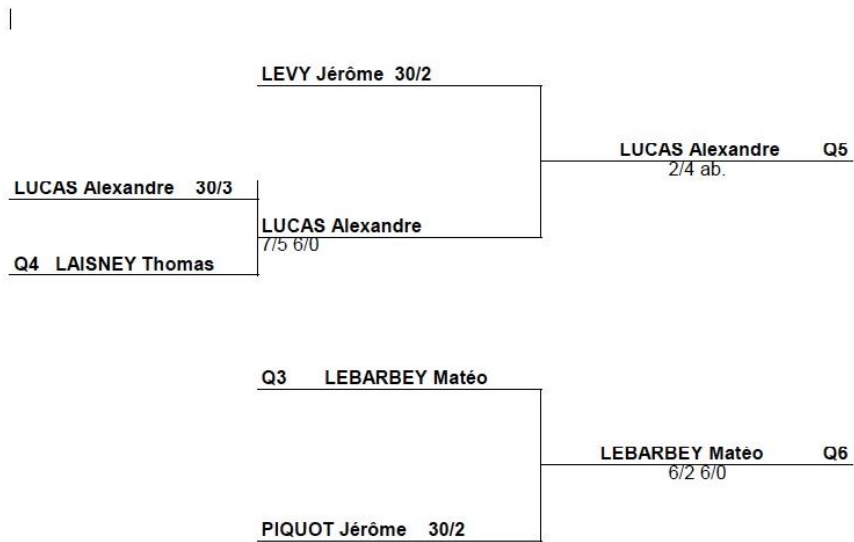 LEVY Jérôme 30/2
LUCAS Alexandre Q5
2/4 ab.
LUCAS Alexandre 30/3
LUCAS Alexandre
7/5 6/0
Q4 LAISNEY Thomas
Q3 LEBARBEY Matéo
LEBARBEY Matéo Q6
6/2 6/0
PIQUOT Jérôme 30/2